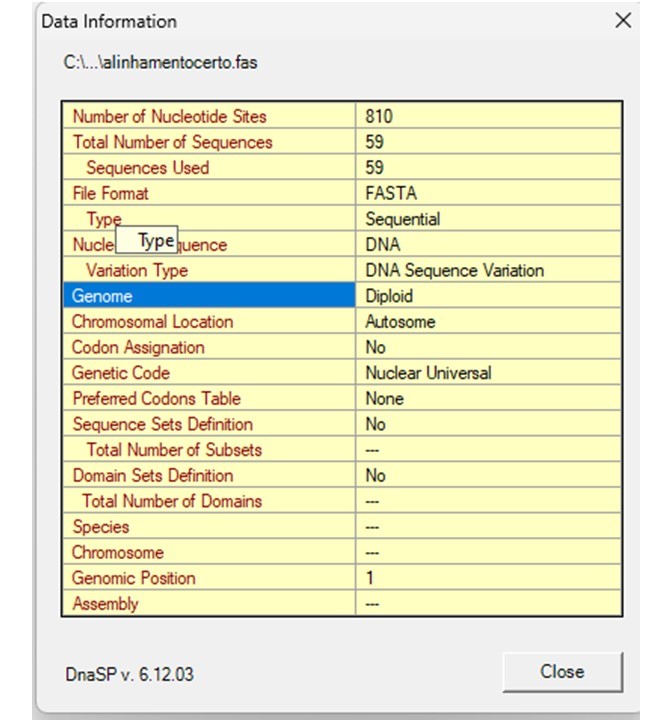 Data Information
C:\...\alinhamentocerto.fas
Number of Nucleotide Sites 810
Total Number of Sequences 59
Sequences Used 59
File Format FASTA
Type Sequential
Nucle Type quence DNA
Variation Type DNA Sequence Variation
Genome Diploid
Chromosomal Location Autosome
Codon Assignation No
Genetic Code Nuclear Universal
Preferred Codons Table None
Sequence Sets Definition No
Total Number of Subsets ---
Domain Sets Definition No
Total Number of Domains ---
Species ---
Chromosome ---
Genomic Position 1
Assembly ---
DnaSP v. 6.12.03 Close